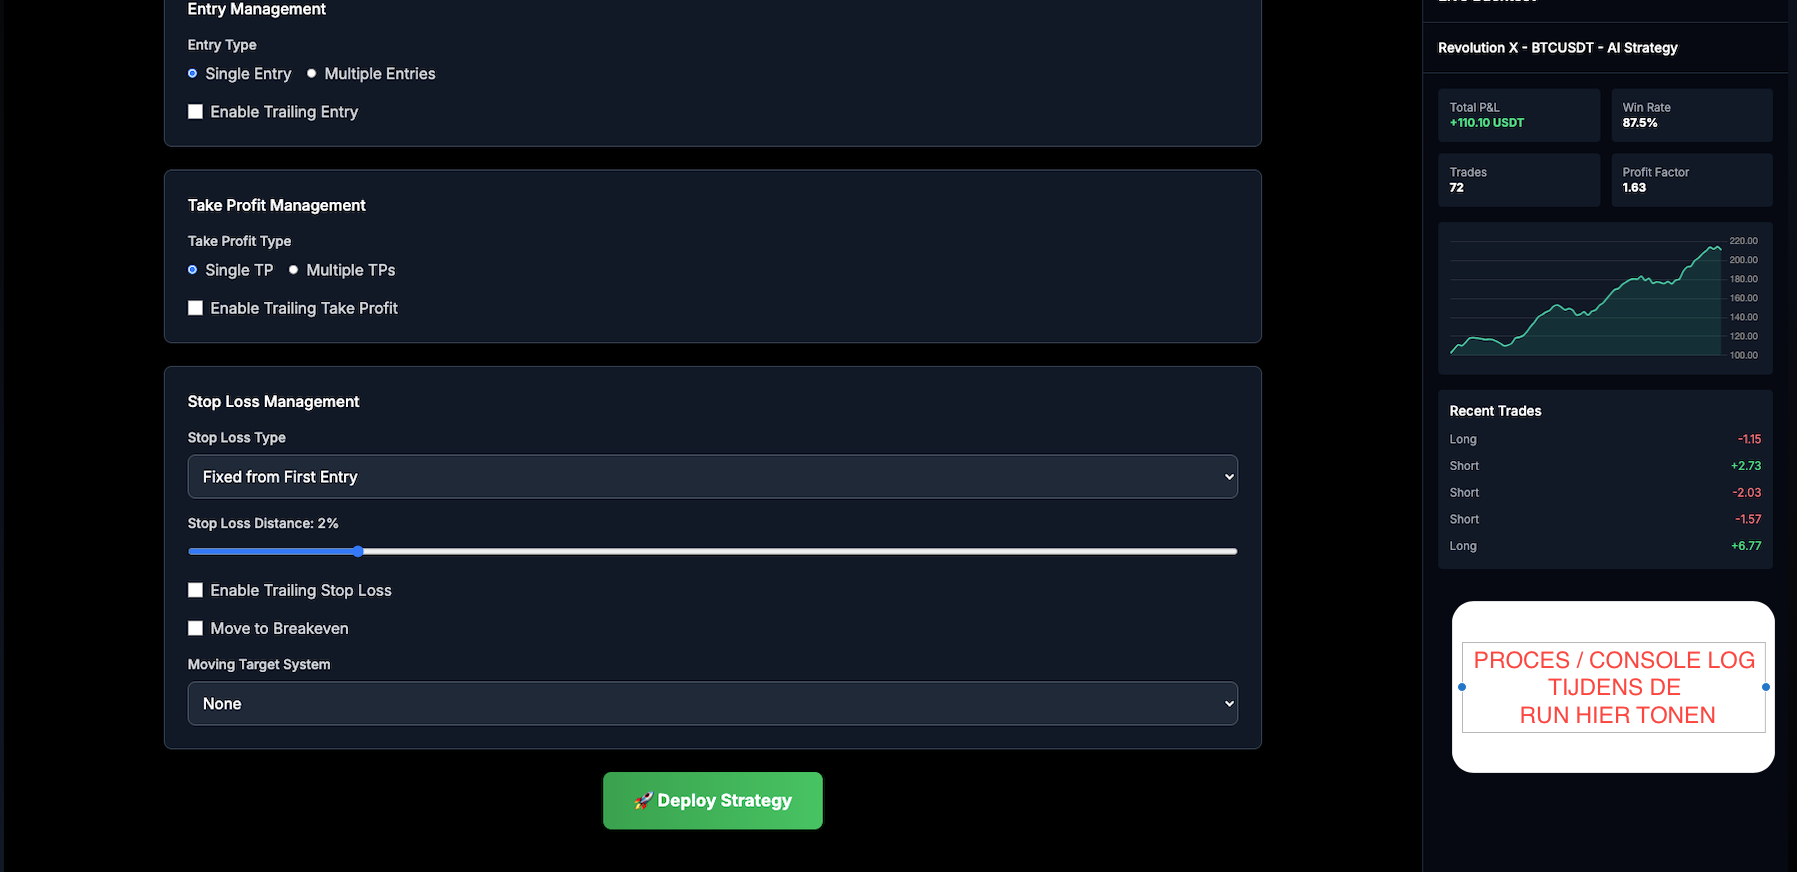 Entry Management
Entry Type
Single Entry Multiple Entries
Enable Trailing Entry
Take Profit Management
Take Profit Type
Single TP Multiple TPs
Enable Trailing Take Profit
Stop Loss Management
Stop Loss Type
Fixed from First Entry
Stop Loss Distance: 2%
Enable Trailing Stop Loss
Move to Breakeven
Moving Target System
None
🚀 Deploy Strategy
Revolution X - BTCUSDT - AI Strategy
Total P&L
+110.10 USDT
Win Rate
87.5%
Trades
72
Profit Factor
1.63
220.00
200.00
180.00
160.00
140.00
120.00
100.00
Recent Trades
Long -1.15
Short +2.73
Short -2.03
Short -1.57
Long +6.77
PROCES / CONSOLE LOG
TIJDENS DE
RUN HIER TONEN